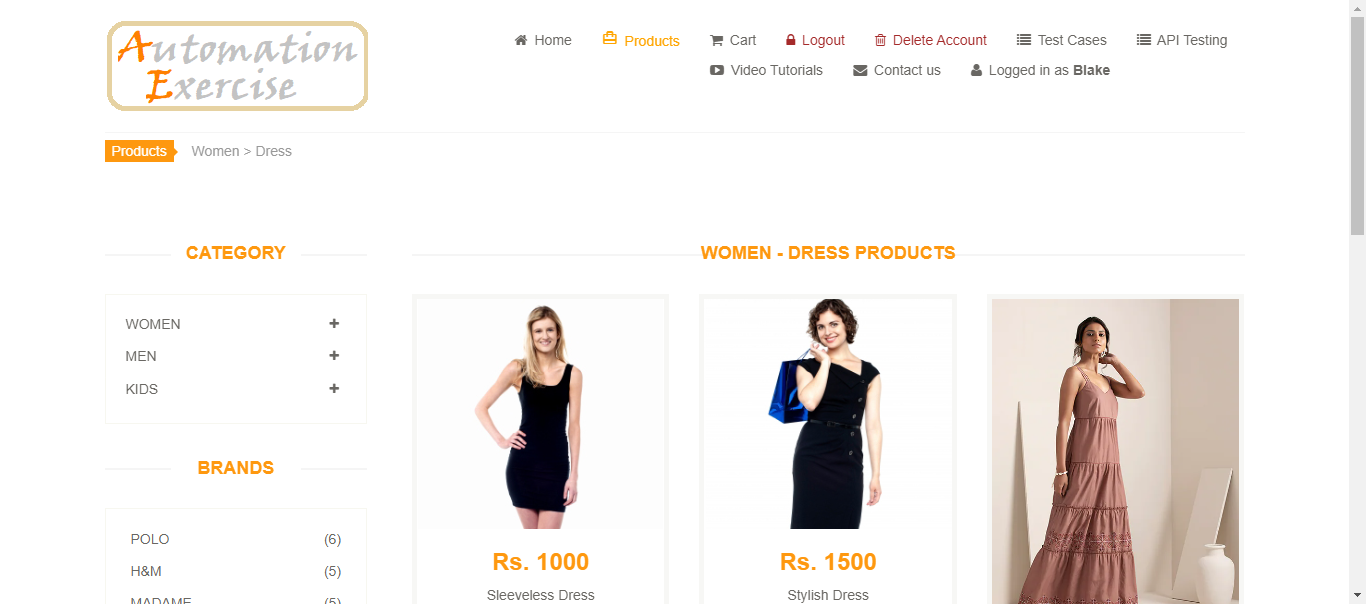 Automation
Exercise
Home
Products
Cart
Logout
Delete Account
Test Cases
API Testing
Video Tutorials
Contact us
Logged in as Blake
Products
Women > Dress
CATEGORY
WOMEN
MEN
KIDS
BRANDS
POLO (6)
H&M (5)
MADAME (5)
WOMEN - DRESS PRODUCTS
Rs. 1000
Sleeveless Dress
Rs. 1500
Stylish Dress